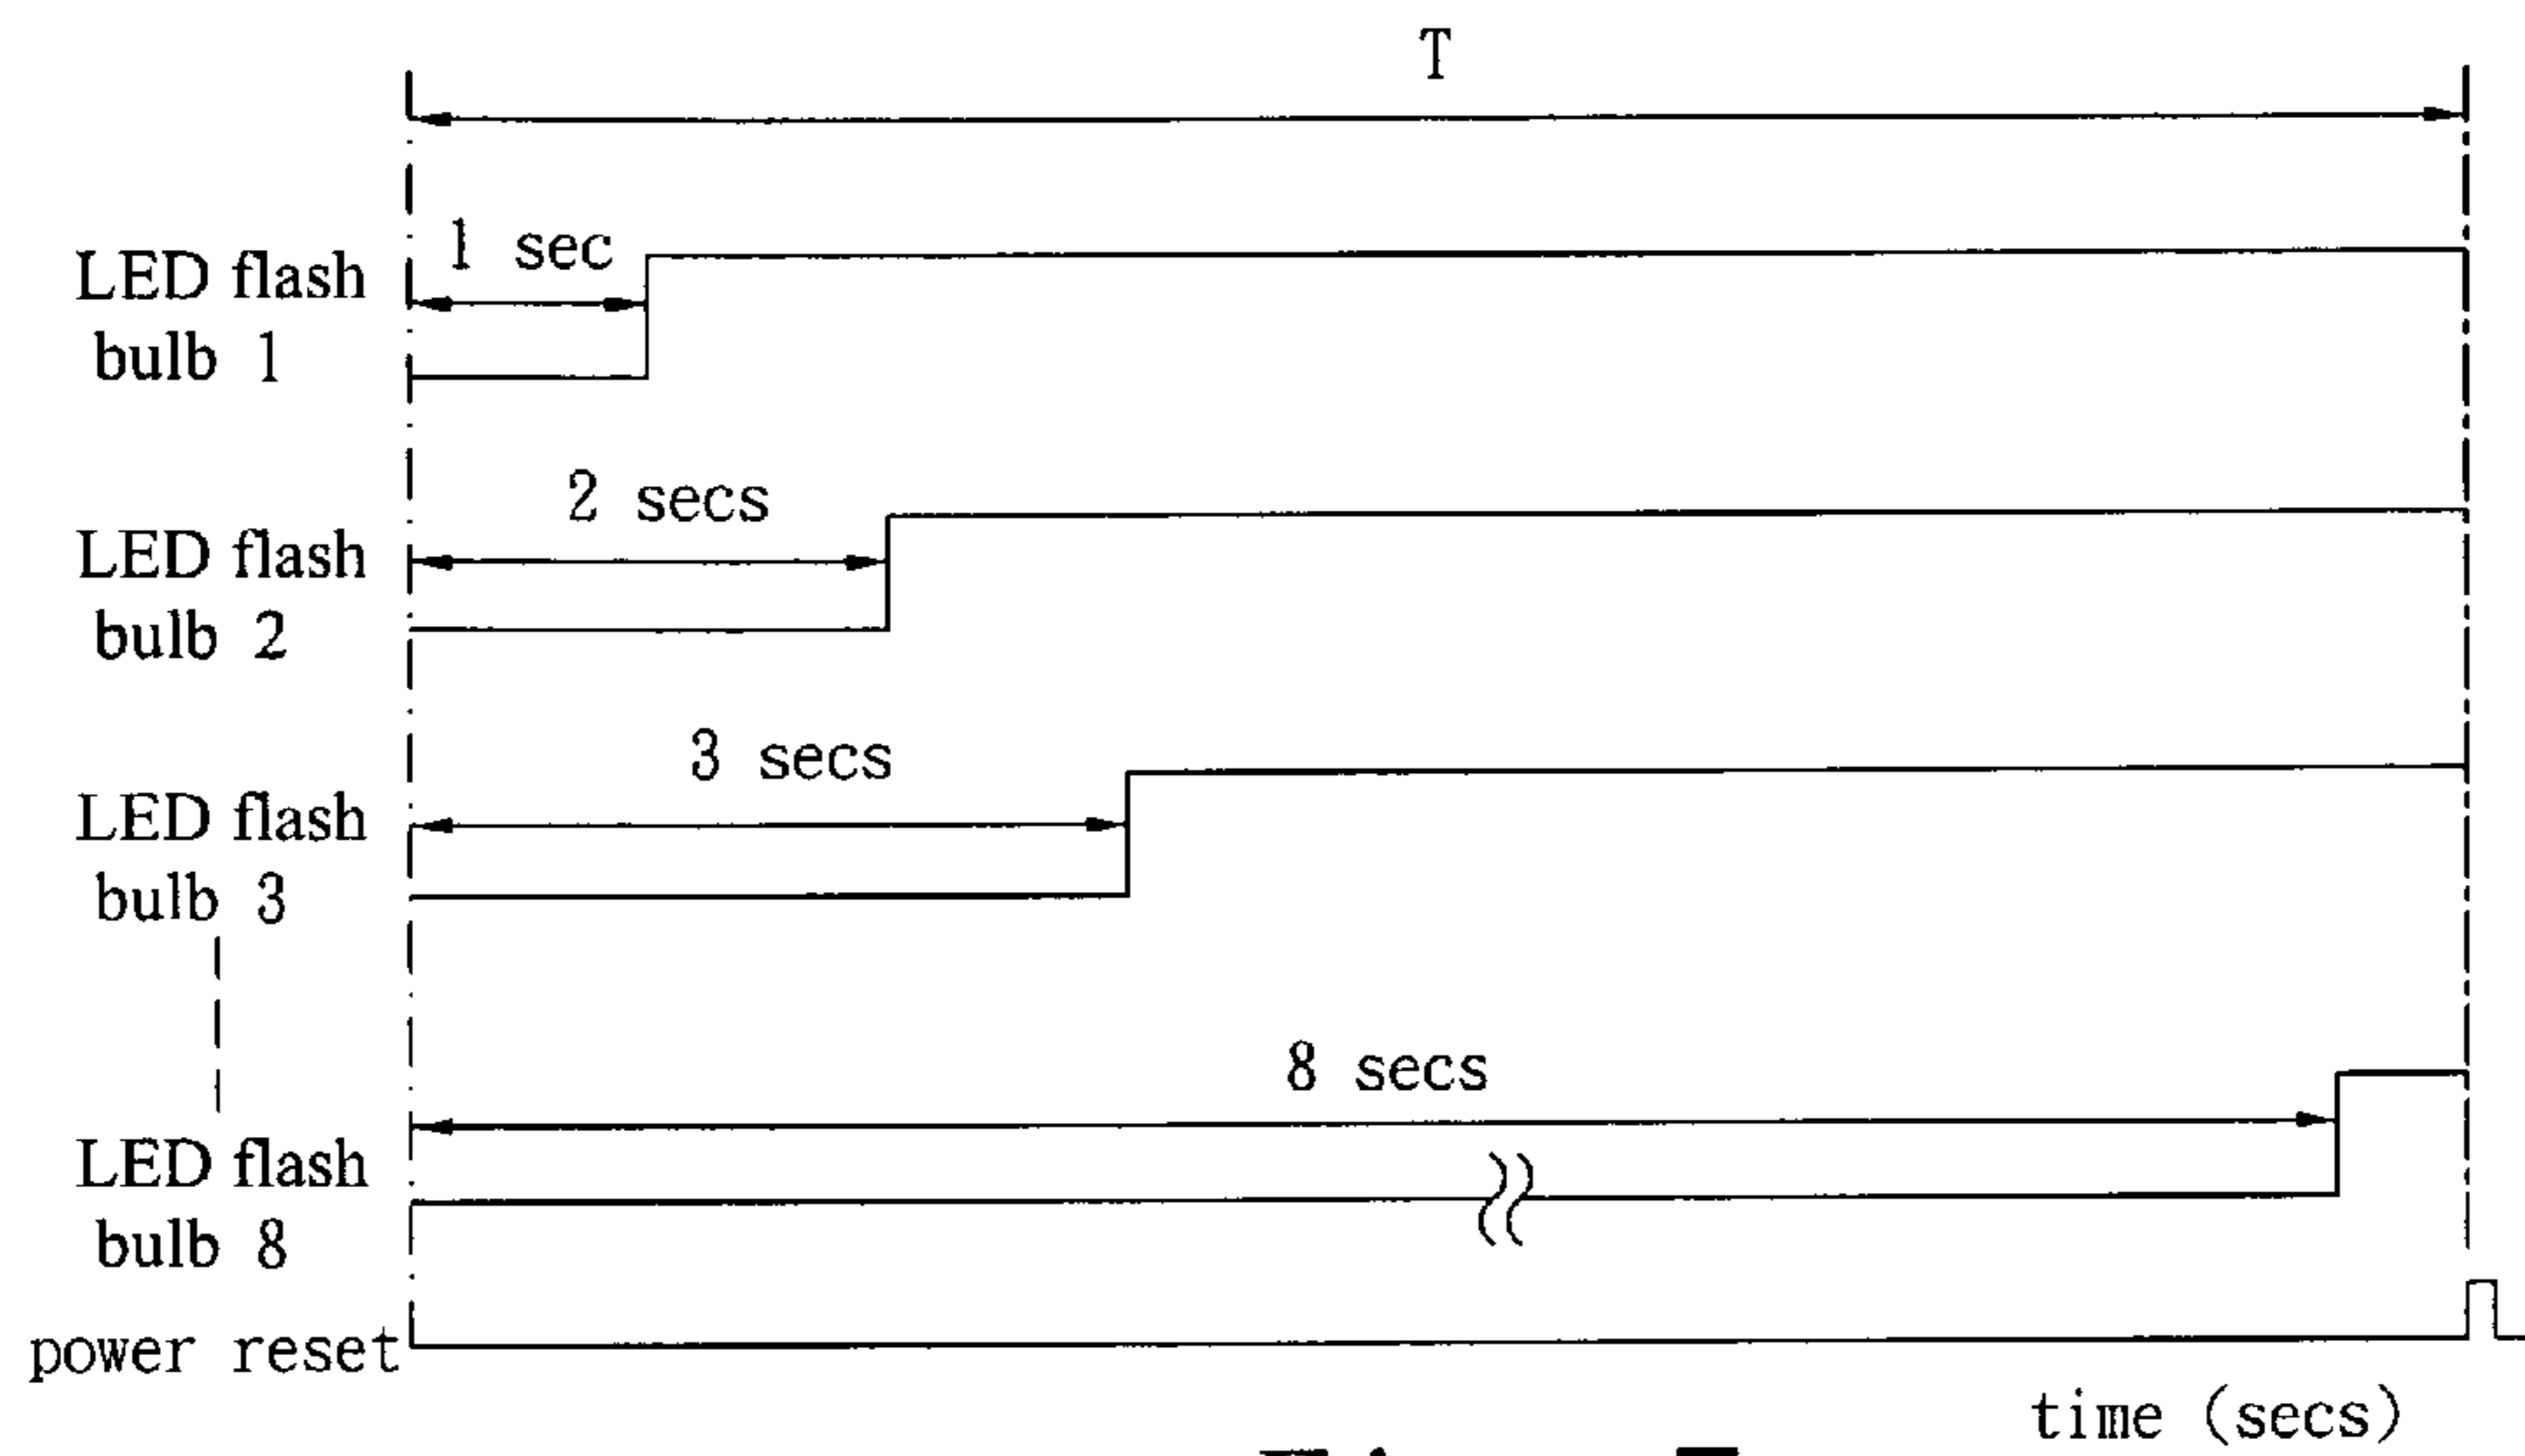 T
1 sec
LED flash
bulb 1
2 secs
LED flash
bulb 2
3 secs
LED flash
bulb 3
8 secs
LED flash
bulb 8
power reset
time (secs)